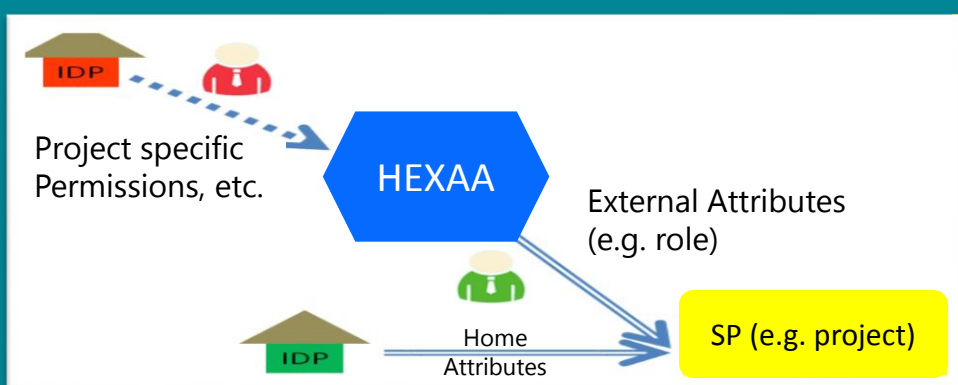 IDP
Project specific
Permissions, etc.
HEXAA
External Attributes
(e.g. role)
SP (e.g. project)
Home
Attributes
IDP